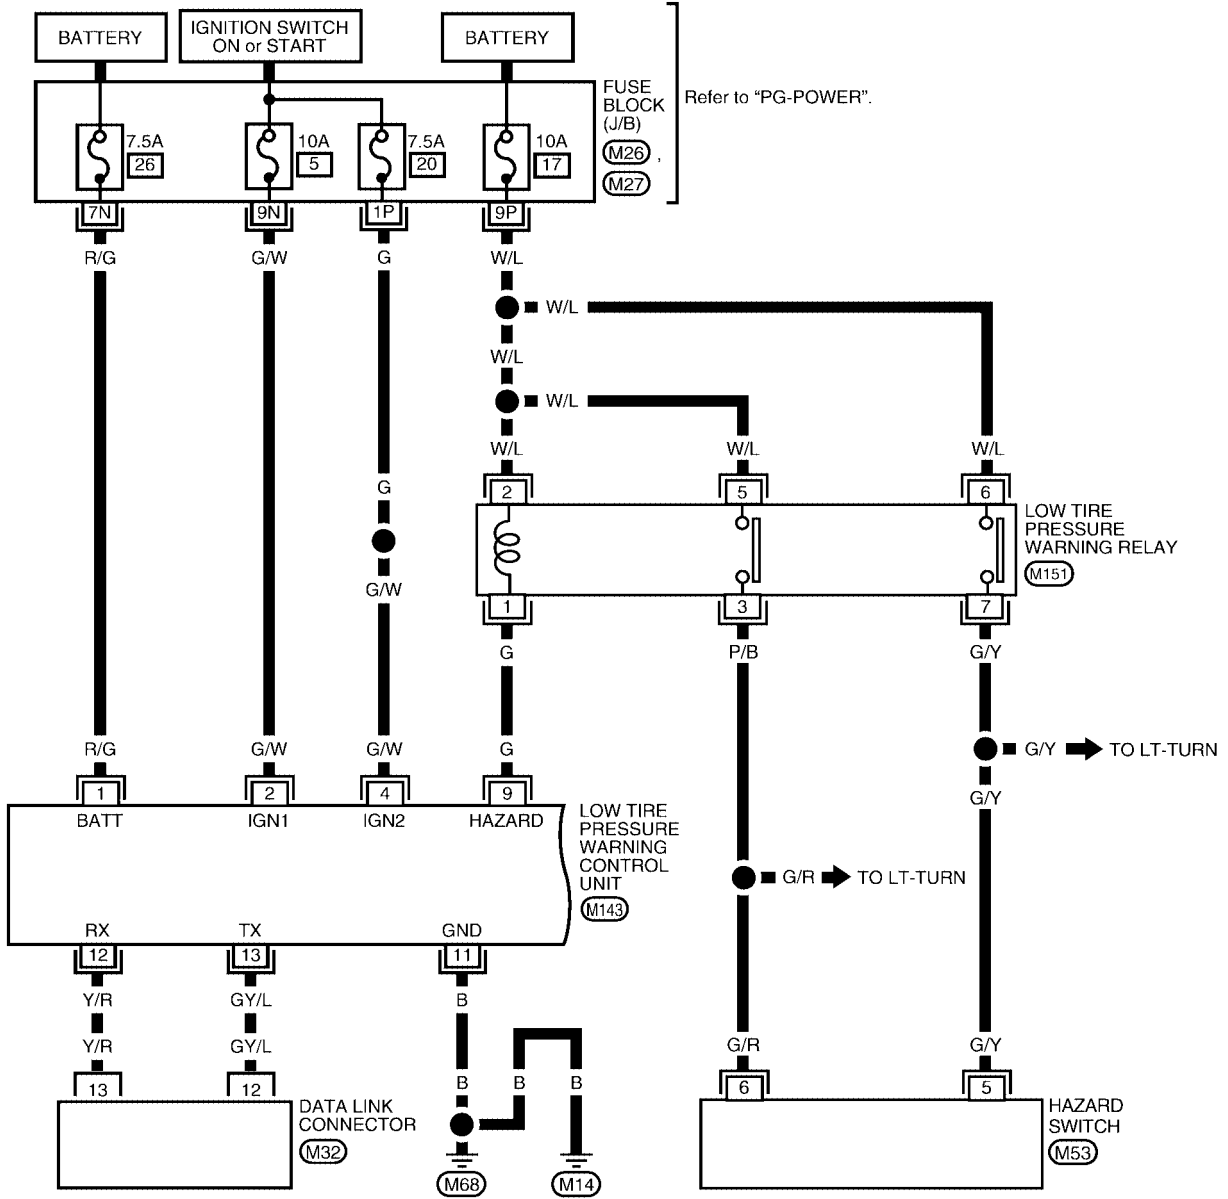 BATTERY
IGNITION SWITCH
ON or START
BATTERY
FUSE
BLOCK
(J/B)
M26 ,
M27
Refer to “PG-POWER”.
7.5A
26
10A
5
7.5A
20
10A
17
7N
9N
1P
9P
R/G
G/W
G
W/L
W/L
W/L
W/L
G
W/L
W/L
W/L
2
5
6
LOW TIRE
PRESSURE
WARNING RELAY
M151
G/W
1
3
7
G
P/B
G/Y
R/G
G/W
G/W
G
G/Y
TO LT-TURN
G/Y
1
2
4
9
BATT
IGN1
IGN2
HAZARD
LOW TIRE
PRESSURE
WARNING
CONTROL
UNIT
M143
G/R
TO LT-TURN
RX
TX
GND
12
13
11
Y/R
GY/L
B
Y/R
GY/L
G/R
G/Y
B
B
B
13
12
6
5
DATA LINK
CONNECTOR
M32
HAZARD
SWITCH
M53
M68
M14